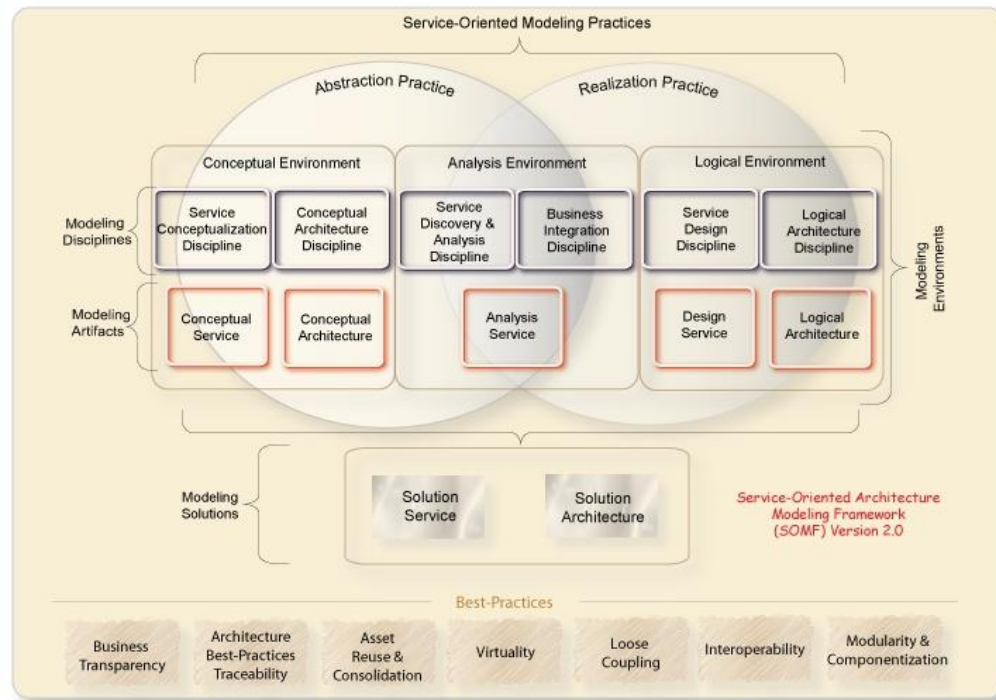 Service-Oriented Modeling Practices
Abstraction Practice
Realization Practice
Conceptual Environment
Analysis Environment
Logical Environment
Modeling
Disciplines
Service
Conceptualization
Discipline
Conceptual
Architecture
Discipline
Service
Discovery &
Analysis
Discipline
Business
Integration
Discipline
Service
Design
Discipline
Logical
Architecture
Discipline
Modeling
Environments
Modeling
Artifacts
Conceptual
Service
Conceptual
Architecture
Analysis
Service
Design
Service
Logical
Architecture
Modeling
Solutions
Solution
Service
Solution
Architecture
Service-Oriented Architecture
Modeling Framework
(SOMF) Version 2.0
Best-Practices
Business
Transparency
Architecture
Best-Practices
Traceability
Asset
Reuse &
Consolidation
Virtuality
Loose
Coupling
Interoperability
Modularity &
Componentization